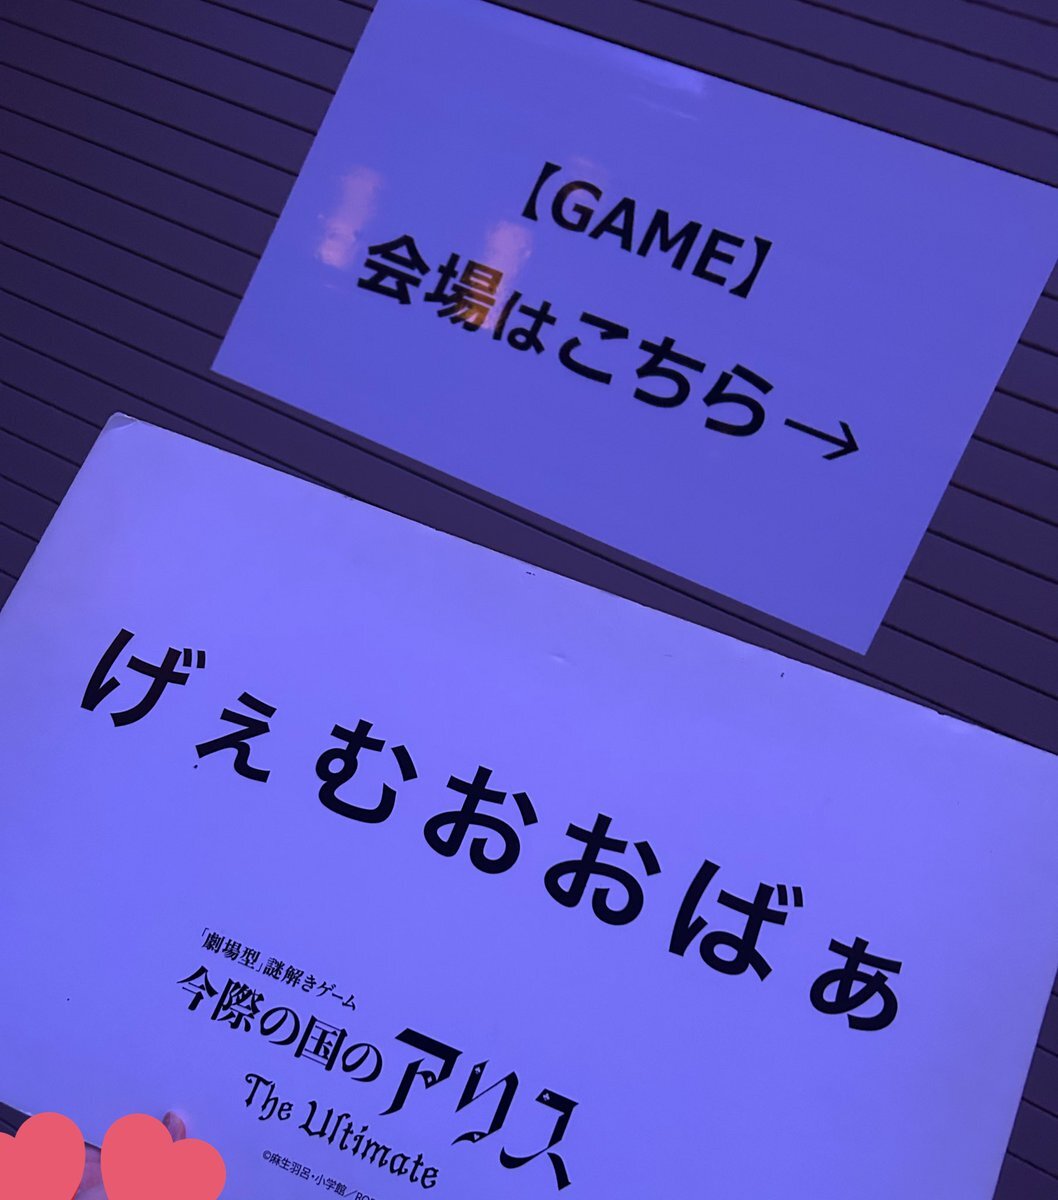 【GAME】
会場はこちら→
げぇむおおばぁ
「劇場型」謎解きゲーム
今際の国のアリス
The Ultimate
©麻生羽呂・小学館／